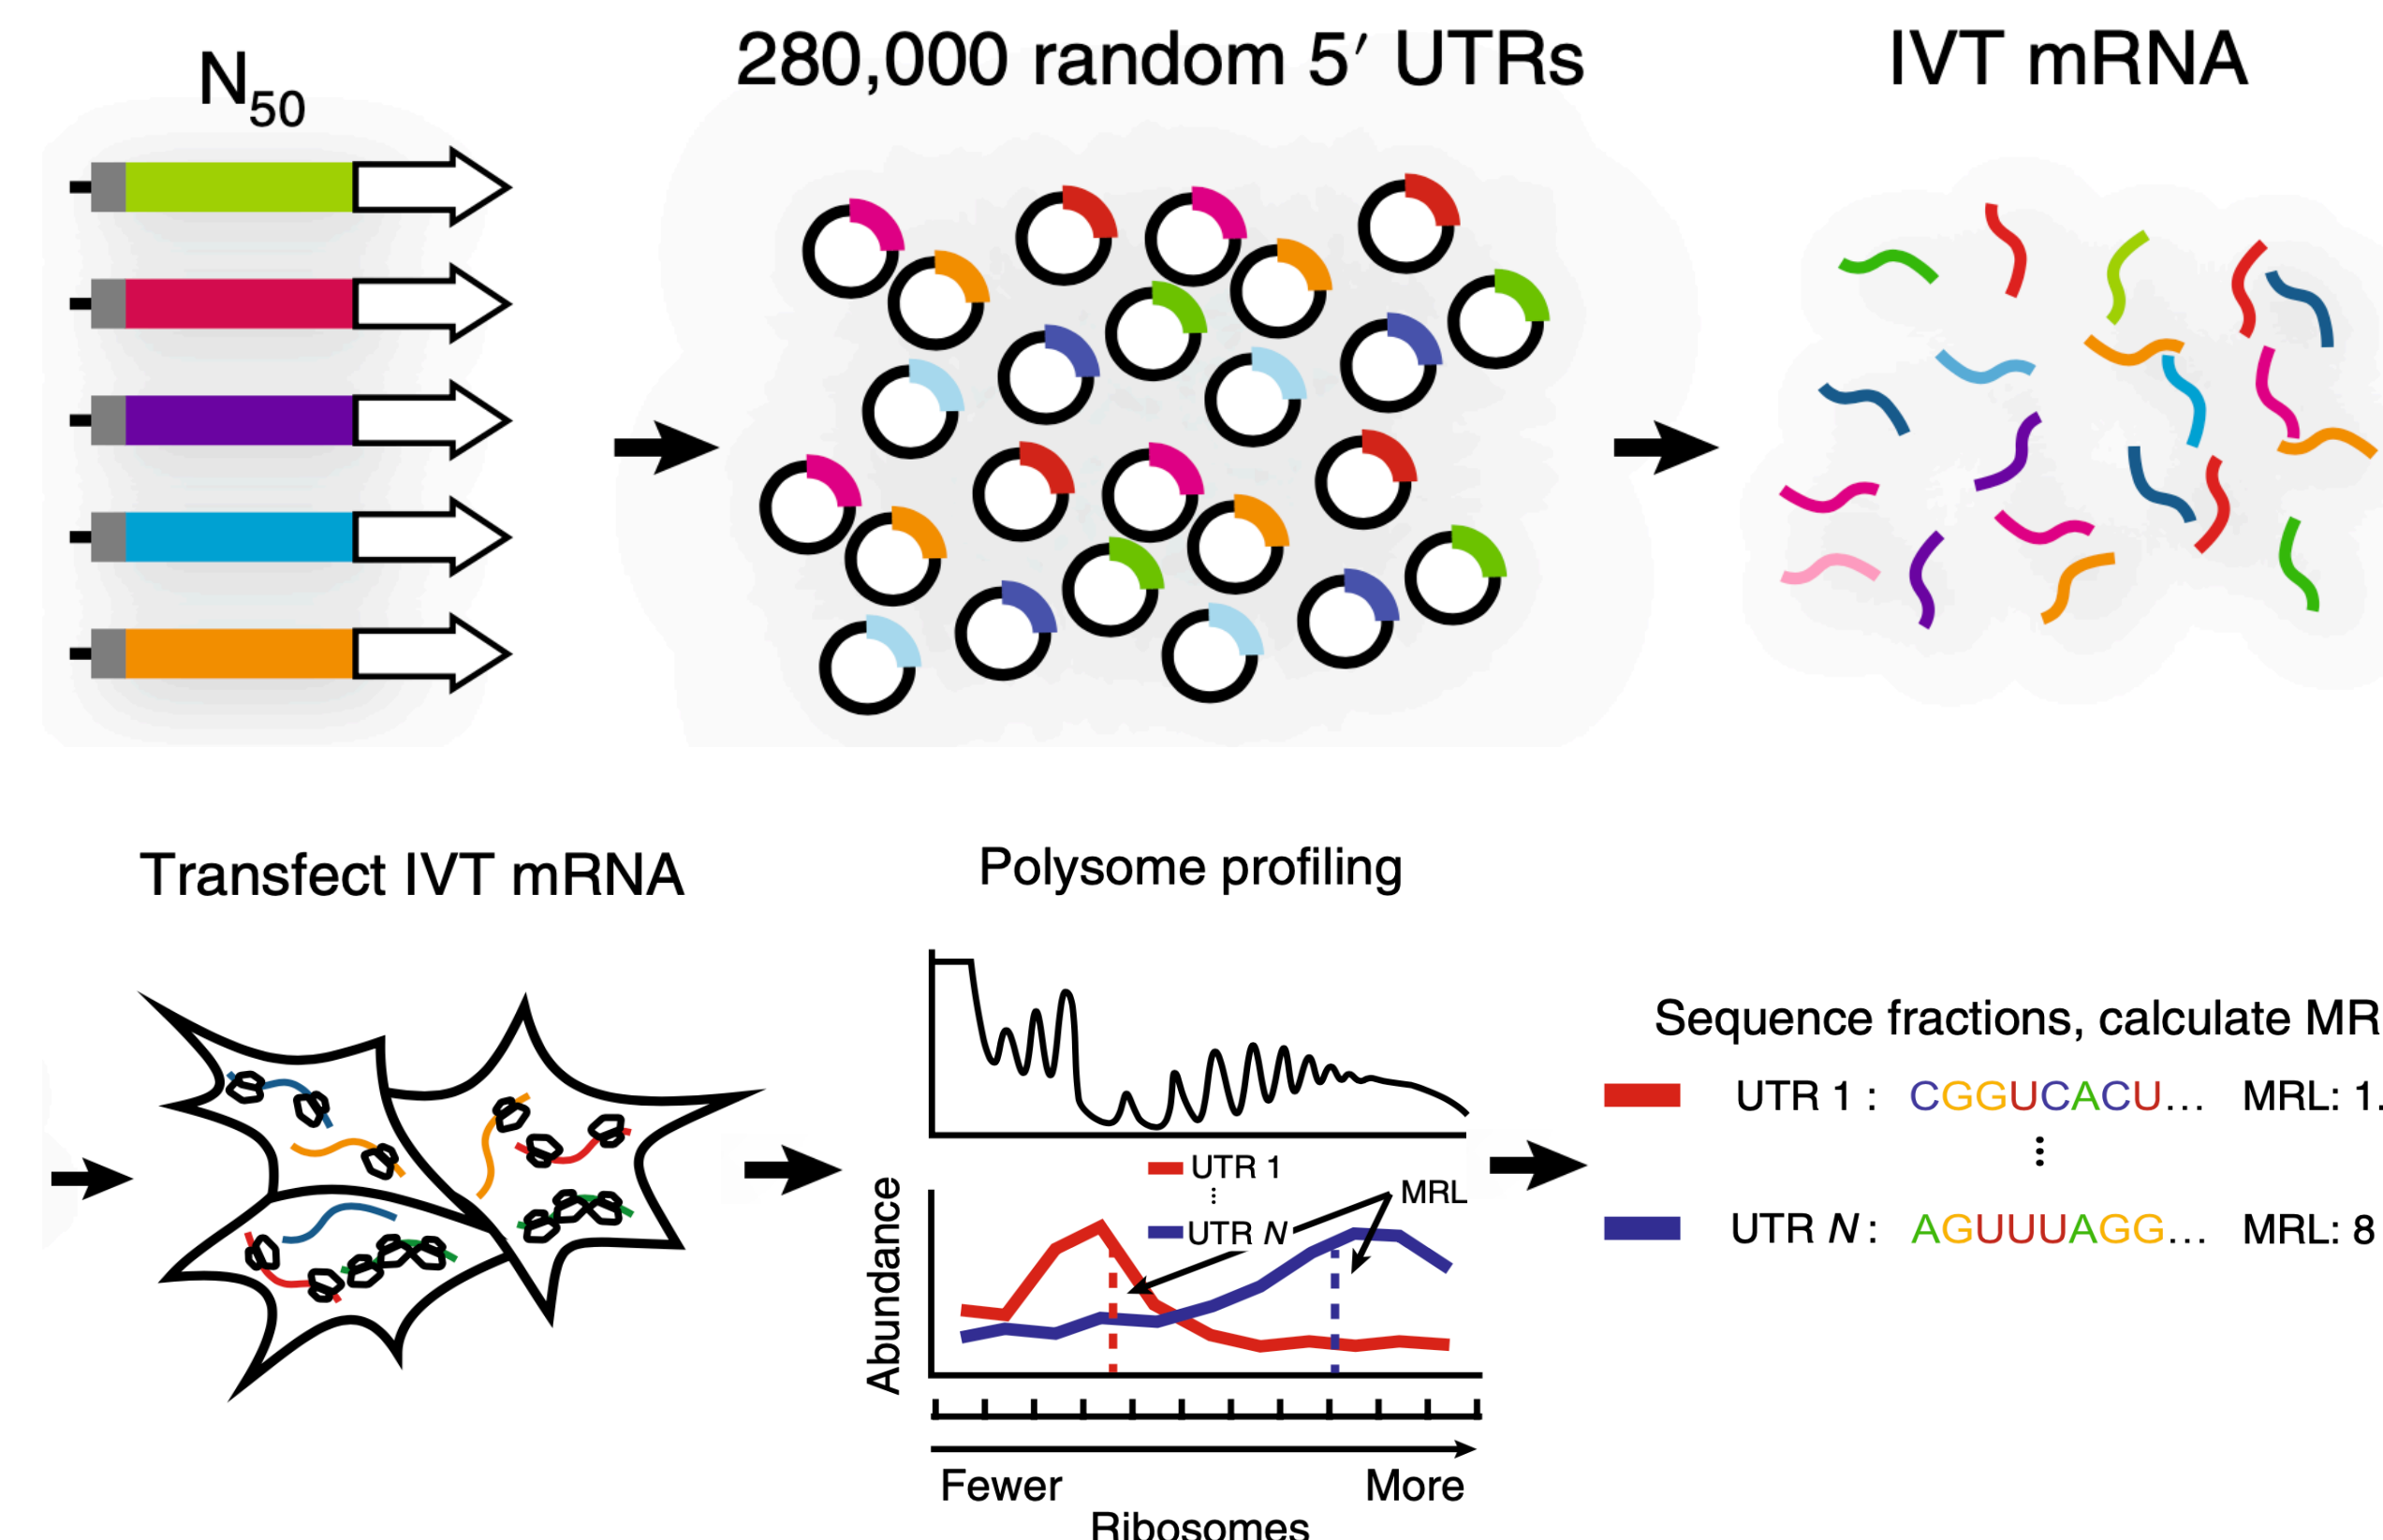 N50
280,000 random 5′ UTRs
IVT mRNA
Transfect IVT mRNA
Polysome profiling
UTR 1
⋮
UTR N
MRL
Abundance
Fewer
More
Ribosomes
Sequence fractions, calculate MR
UTR 1 : CGGUCACU... MRL: 1.
⋮
UTR N : AGUUUAGG... MRL: 8